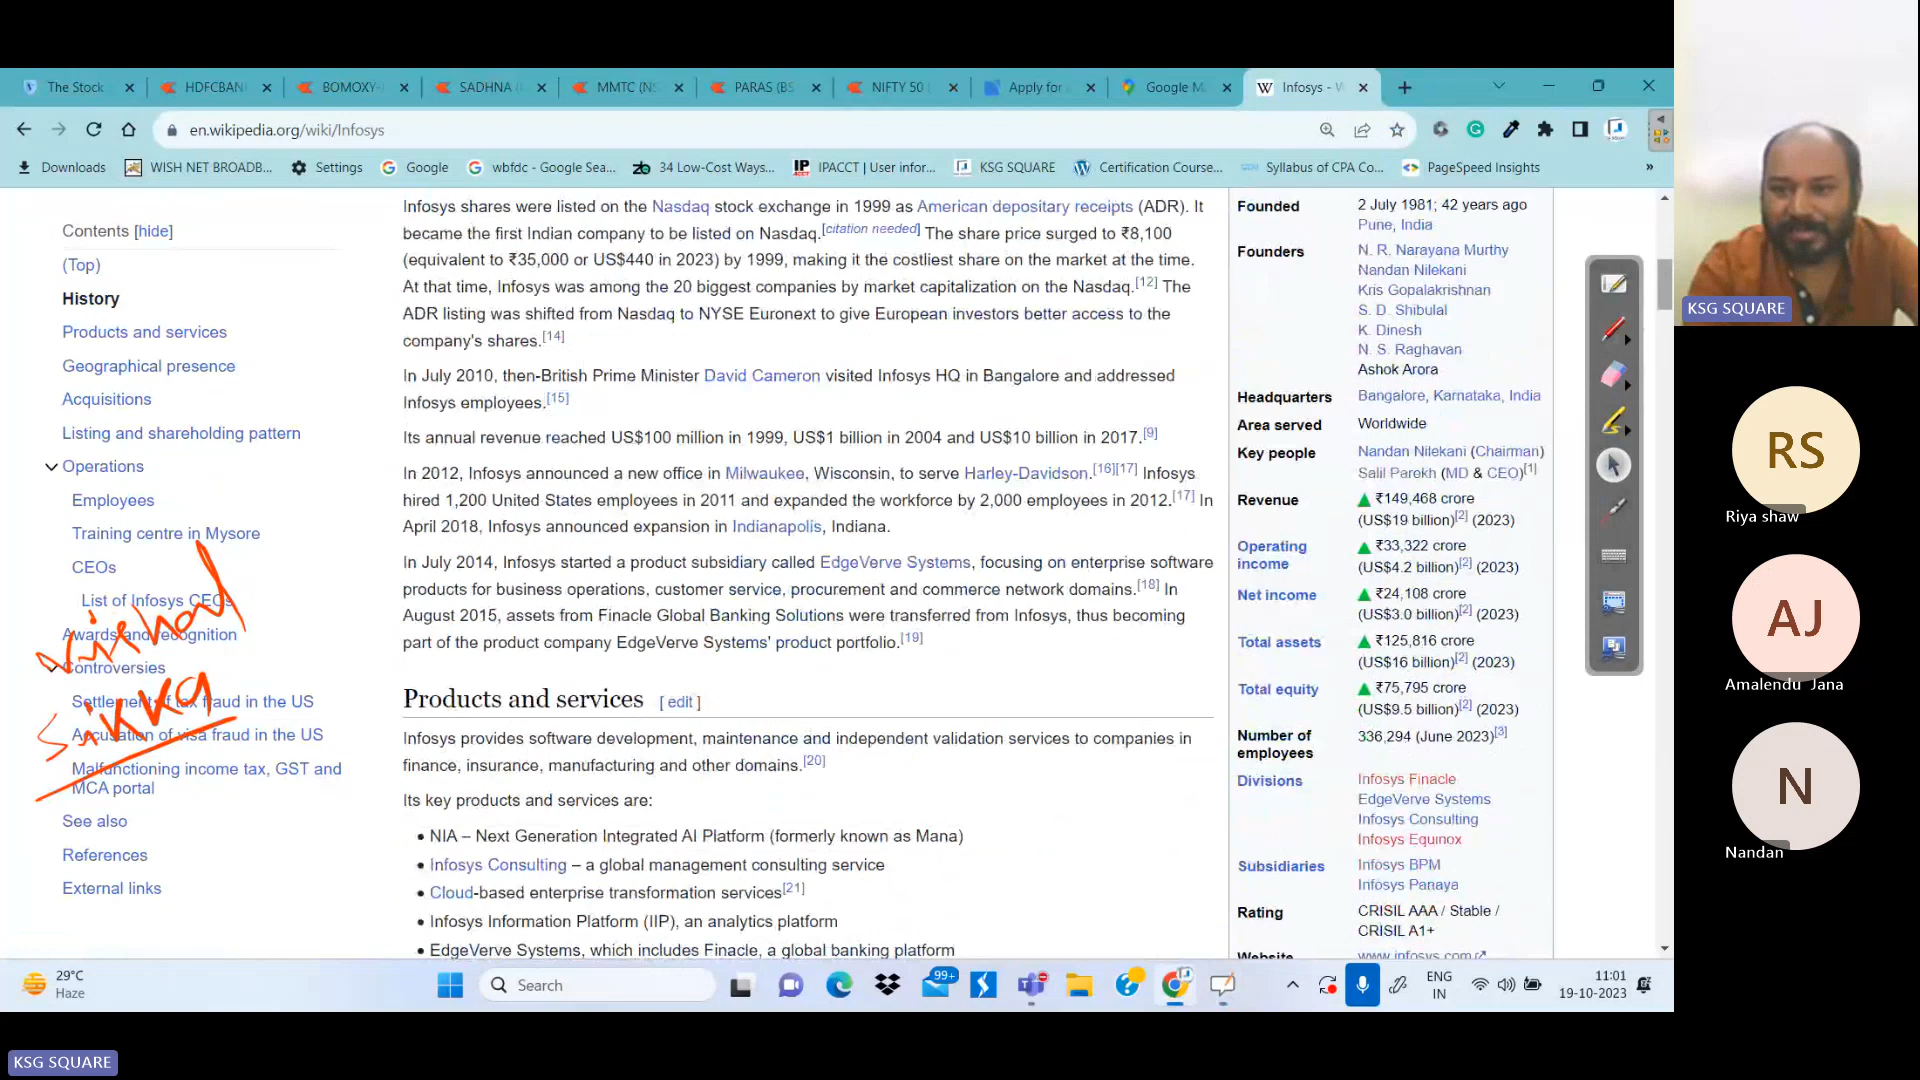 The Stock
HDFCBAN
BOMOXY-
SADHNA (
MMTC (N
PARAS (BS
NIFTY 50 (
Apply for
Google M
Infosys - W
en.wikipedia.org/wiki/Infosys
Downloads
WISH NET BROADB...
Settings
Google
wbfdc - Google Sea...
34 Low-Cost Ways...
IPACCT | User infor...
KSG SQUARE
Certification Course...
Syllabus of CPA Co...
PageSpeed Insights
Contents [hide]
(Top)
History
Products and services
Geographical presence
Acquisitions
Listing and shareholding pattern
Operations
Employees
Training centre in Mysore
CEOs
List of Infosys CEOs
Awards and recognition
Controversies
Settlement of tax fraud in the US
Accusation of visa fraud in the US
Malfunctioning income tax, GST and
MCA portal
See also
References
External links
Vishal
Sikka
Infosys shares were listed on the Nasdaq stock exchange in 1999 as American depositary receipts (ADR). It
became the first Indian company to be listed on Nasdaq.[citation needed] The share price surged to ₹8,100
(equivalent to ₹35,000 or US$440 in 2023) by 1999, making it the costliest share on the market at the time.
At that time, Infosys was among the 20 biggest companies by market capitalization on the Nasdaq.[12] The
ADR listing was shifted from Nasdaq to NYSE Euronext to give European investors better access to the
company's shares.[14]
In July 2010, then-British Prime Minister David Cameron visited Infosys HQ in Bangalore and addressed
Infosys employees.[15]
Its annual revenue reached US$100 million in 1999, US$1 billion in 2004 and US$10 billion in 2017.[9]
In 2012, Infosys announced a new office in Milwaukee, Wisconsin, to serve Harley-Davidson.[16][17] Infosys
hired 1,200 United States employees in 2011 and expanded the workforce by 2,000 employees in 2012.[17] In
April 2018, Infosys announced expansion in Indianapolis, Indiana.
In July 2014, Infosys started a product subsidiary called EdgeVerve Systems, focusing on enterprise software
products for business operations, customer service, procurement and commerce network domains.[18] In
August 2015, assets from Finacle Global Banking Solutions were transferred from Infosys, thus becoming
part of the product company EdgeVerve Systems' product portfolio.[19]
Products and services [ edit ]
Infosys provides software development, maintenance and independent validation services to companies in
finance, insurance, manufacturing and other domains.[20]
Its key products and services are:
• NIA – Next Generation Integrated AI Platform (formerly known as Mana)
• Infosys Consulting – a global management consulting service
• Cloud-based enterprise transformation services[21]
• Infosys Information Platform (IIP), an analytics platform
• EdgeVerve Systems, which includes Finacle, a global banking platform
Founded 2 July 1981; 42 years ago
Pune, India
Founders N. R. Narayana Murthy
Nandan Nilekani
Kris Gopalakrishnan
S. D. Shibulal
K. Dinesh
N. S. Raghavan
Ashok Arora
Headquarters Bangalore, Karnataka, India
Area served Worldwide
Key people Nandan Nilekani (Chairman)
Salil Parekh (MD & CEO)[1]
Revenue ▲ ₹149,468 crore
(US$19 billion)[2] (2023)
Operating income ▲ ₹33,322 crore
(US$4.2 billion)[2] (2023)
Net income ▲ ₹24,108 crore
(US$3.0 billion)[2] (2023)
Total assets ▲ ₹125,816 crore
(US$16 billion)[2] (2023)
Total equity ▲ ₹75,795 crore
(US$9.5 billion)[2] (2023)
Number of employees 336,294 (June 2023)[3]
Divisions Infosys Finacle
EdgeVerve Systems
Infosys Consulting
Infosys Equinox
Subsidiaries Infosys BPM
Infosys Panaya
Rating CRISIL AAA / Stable /
CRISIL A1+
Website www.infosys.com
29°C
Haze
Search
99+
ENG
IN
11:01
19-10-2023
KSG SQUARE
KSG SQUARE
RS
Riya shaw
AJ
Amalendu Jana
N
Nandan